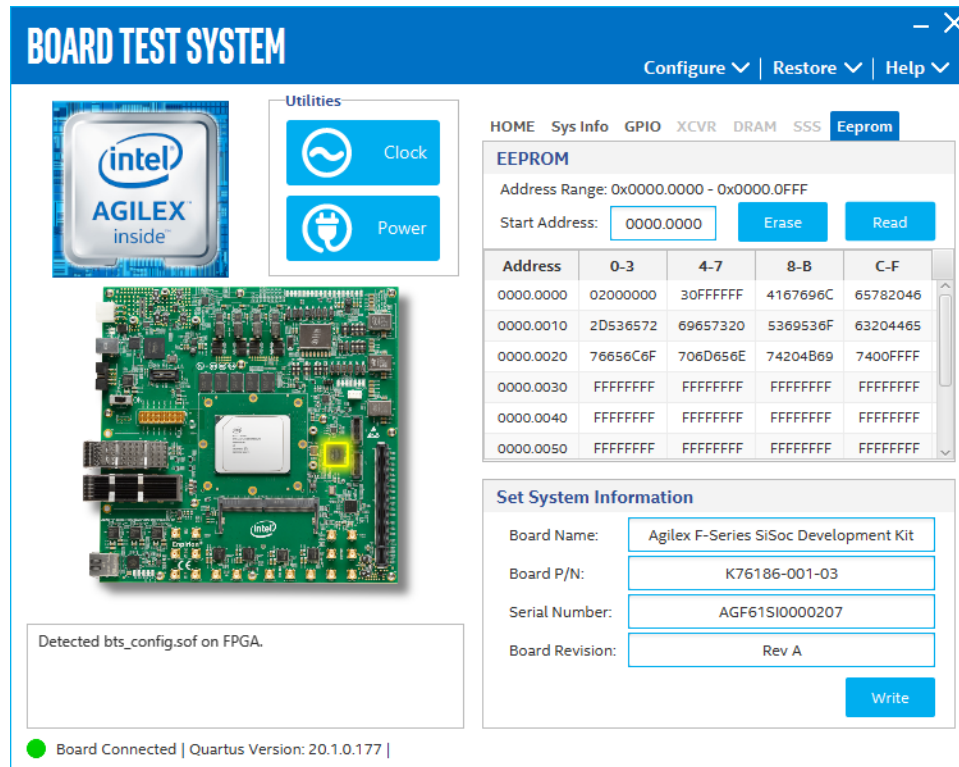 BOARD TEST SYSTEM
Configure | Restore | Help
Utilities
Clock
Power
intel
AGILEX
inside
HOME Sys Info GPIO XCVR DRAM SSS Eeprom
EEPROM
Address Range: 0x0000.0000 - 0x0000.0FFF
Start Address: 0000.0000 Erase Read
Address 0-3 4-7 8-B C-F
0000.0000 02000000 30FFFFFF 4167696C 65782046
0000.0010 2D536572 69657320 5369536F 63204465
0000.0020 76656C6F 706D656E 74204B69 7400FFFF
0000.0030 FFFFFFFF FFFFFFFF FFFFFFFF FFFFFFFF
0000.0040 FFFFFFFF FFFFFFFF FFFFFFFF FFFFFFFF
0000.0050 FFFFFFFF FFFFFFFF FFFFFFFF FFFFFFFF
intel
Enpirion
CE
Set System Information
Board Name: Agilex F-Series SiSoc Development Kit
Board P/N: K76186-001-03
Serial Number: AGF61SI0000207
Board Revision: Rev A
Write
Detected bts_config.sof on FPGA.
Board Connected | Quartus Version: 20.1.0.177 |